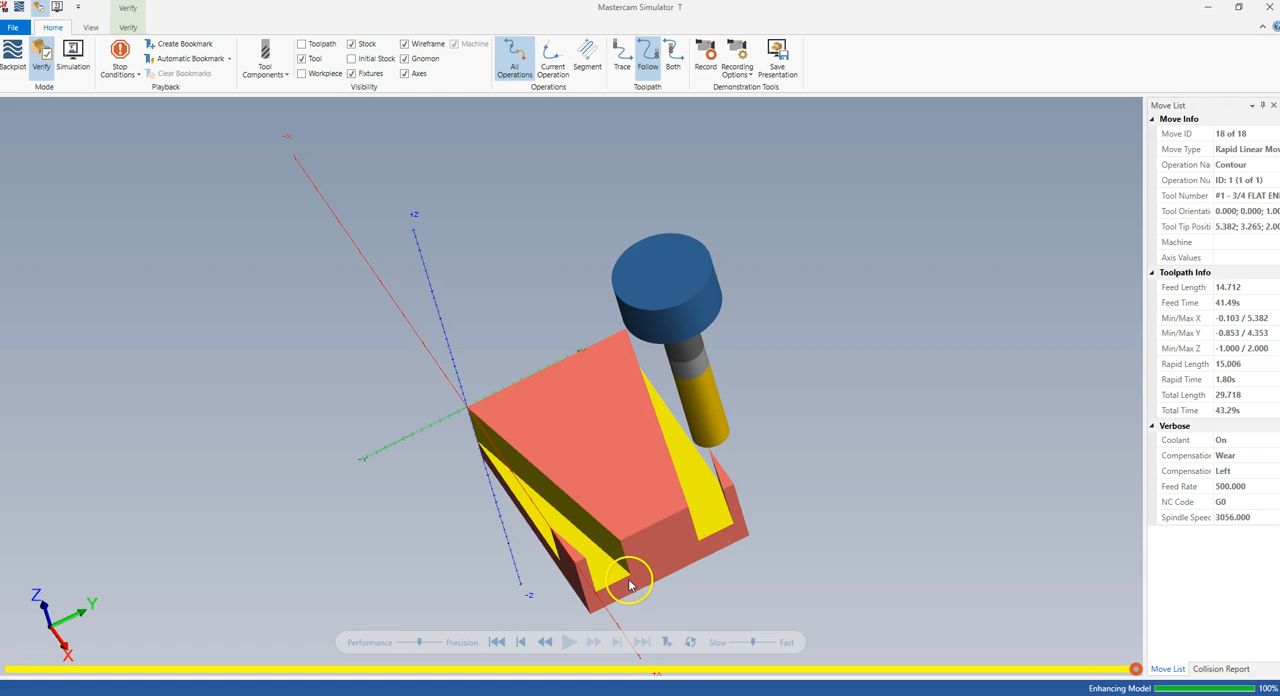 Verify
Mastercam Simulator T
File Home View Verify
Backplot Verify Simulation
Mode
Stop Conditions
Create Bookmark
Automatic Bookmark
Clear Bookmarks
Playback
Tool Components
Toolpath Stock Wireframe Machine
Tool Initial Stock Gnomon
Workpiece Fixtures Axes
Visibility
All Operations Current Operation Segment
Operations
Trace Follow Both
Toolpath
Record Recording Options Save Presentation
Demonstration Tools
-X
+Z
-Y
-Z
+X
Z
Y
X
Performance Precision Slow Fast
Move List
Move Info
Move ID 18 of 18
Move Type Rapid Linear Mov
Operation Na Contour
Operation Nu ID: 1 (1 of 1)
Tool Number #1 - 3/4 FLAT EN
Tool Orientati 0.000; 0.000; 1.00
Tool Tip Positi 5.382; 3.265; 2.00
Machine
Axis Values
Toolpath Info
Feed Length 14.712
Feed Time 41.49s
Min/Max X -0.103 / 5.382
Min/Max Y -0.853 / 4.353
Min/Max Z -1.000 / 2.000
Rapid Length 15.006
Rapid Time 1.80s
Total Length 29.718
Total Time 43.29s
Verbose
Coolant On
Compensation Wear
Compensation Left
Feed Rate 500.000
NC Code G0
Spindle Speed 3056.000
Move List Collision Report
Enhancing Model 100%